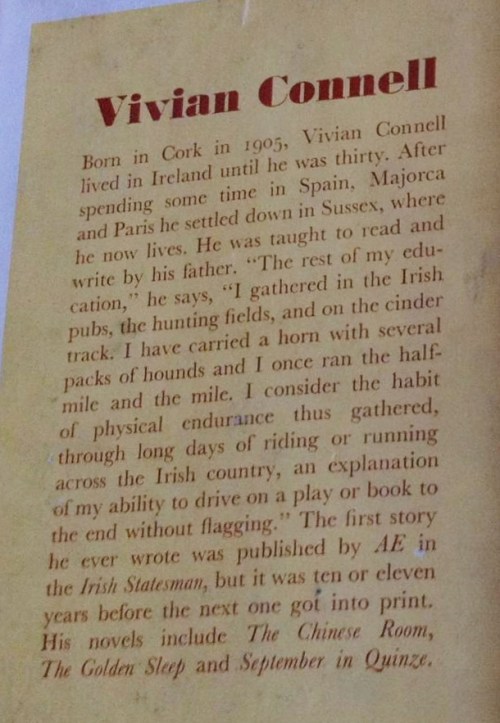 Vivian Connell
Born in Cork in 1905, Vivian Connell
lived in Ireland until he was thirty. After
spending some time in Spain, Majorca
and Paris he settled down in Sussex, where
he now lives. He was taught to read and
write by his father. “The rest of my edu-
cation,” he says, “I gathered in the Irish
pubs, the hunting fields, and on the cinder
track. I have carried a horn with several
packs of hounds and I once ran the half-
mile and the mile. I consider the habit
of physical endurance thus gathered,
through long days of riding or running
across the Irish country, an explanation
of my ability to drive on a play or book to
the end without flagging.” The first story
he ever wrote was published by AE in
the Irish Statesman, but it was ten or eleven
years before the next one got into print.
His novels include The Chinese Room,
The Golden Sleep and September in Quinze.